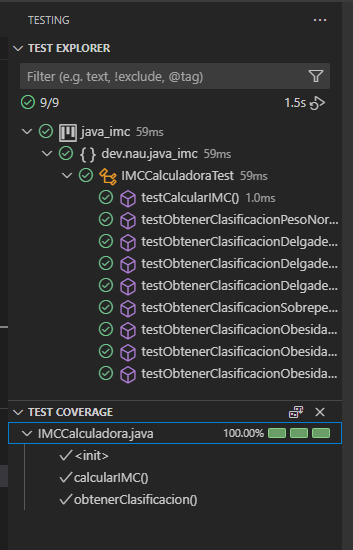 TESTING
TEST EXPLORER
Filter (e.g. text, !exclude, @tag)
9/9 1.5s
java_imc 59ms
dev.nau.java_imc 59ms
IMCCalculadoraTest 59ms
testCalcularIMC() 1.0ms
testObtenerClasificacionPesoNor...
testObtenerClasificacionDelgade...
testObtenerClasificacionDelgade...
testObtenerClasificacionDelgade...
testObtenerClasificacionSobrepe...
testObtenerClasificacionObesida...
testObtenerClasificacionObesida...
testObtenerClasificacionObesida...
TEST COVERAGE
IMCCalculadora.java 100.00%
<init>
calcularIMC()
obtenerClasificacion()